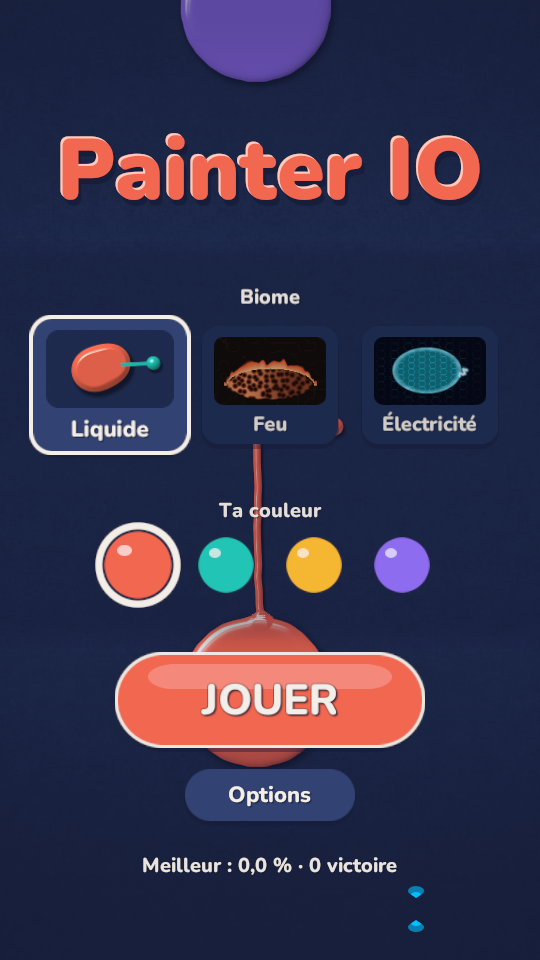 Painter IO
Biome
Liquide
Feu
Électricité
Ta couleur
JOUER
Options
Meilleur : 0,0 % · 0 victoire